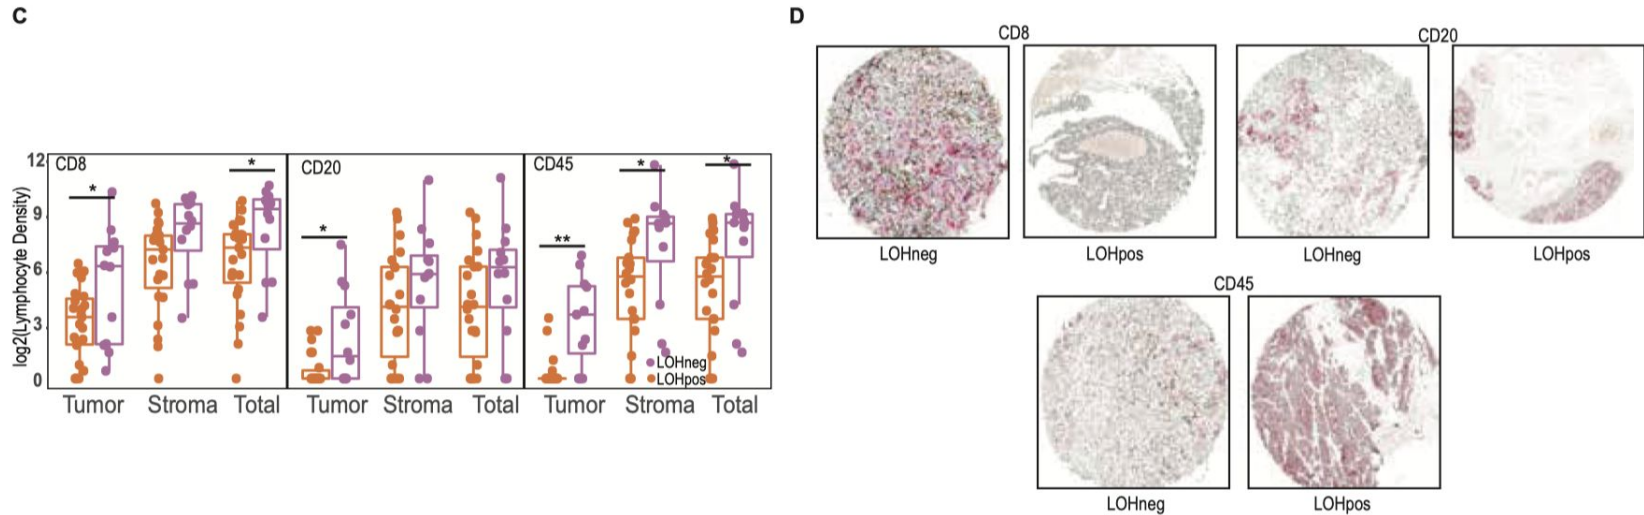 C
log2(Lymphocyte Density)
12
9
6
3
0
CD8
*
*
Tumor Stroma Total
CD20
*
Tumor Stroma Total
CD45
**
*
*
LOHneg
LOHpos
Tumor Stroma Total
D
CD8
LOHneg LOHpos
CD20
LOHneg LOHpos
CD45
LOHneg LOHpos